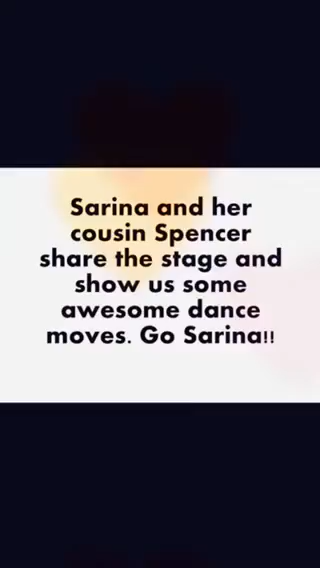 Sarina and her
cousin Spencer
share the stage and
show us some
awesome dance
moves. Go Sarina!!